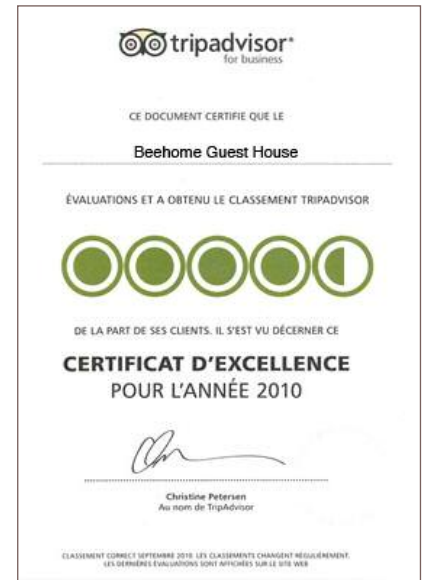 tripadvisor®
for business
CE DOCUMENT CERTIFIE QUE LE
Beehome Guest House
ÉVALUATIONS ET A OBTENU LE CLASSEMENT TRIPADVISOR
DE LA PART DE SES CLIENTS. IL S'EST VU DÉCERNER CE
CERTIFICAT D'EXCELLENCE
POUR L'ANNÉE 2010
Christine Petersen
Au nom de TripAdvisor
CLASSEMENT CORRECT SEPTEMBRE 2010. LES CLASSEMENTS CHANGENT RÉGULIÈREMENT.
LES DERNIÈRES ÉVALUATIONS SONT AFFICHÉES SUR LE SITE WEB